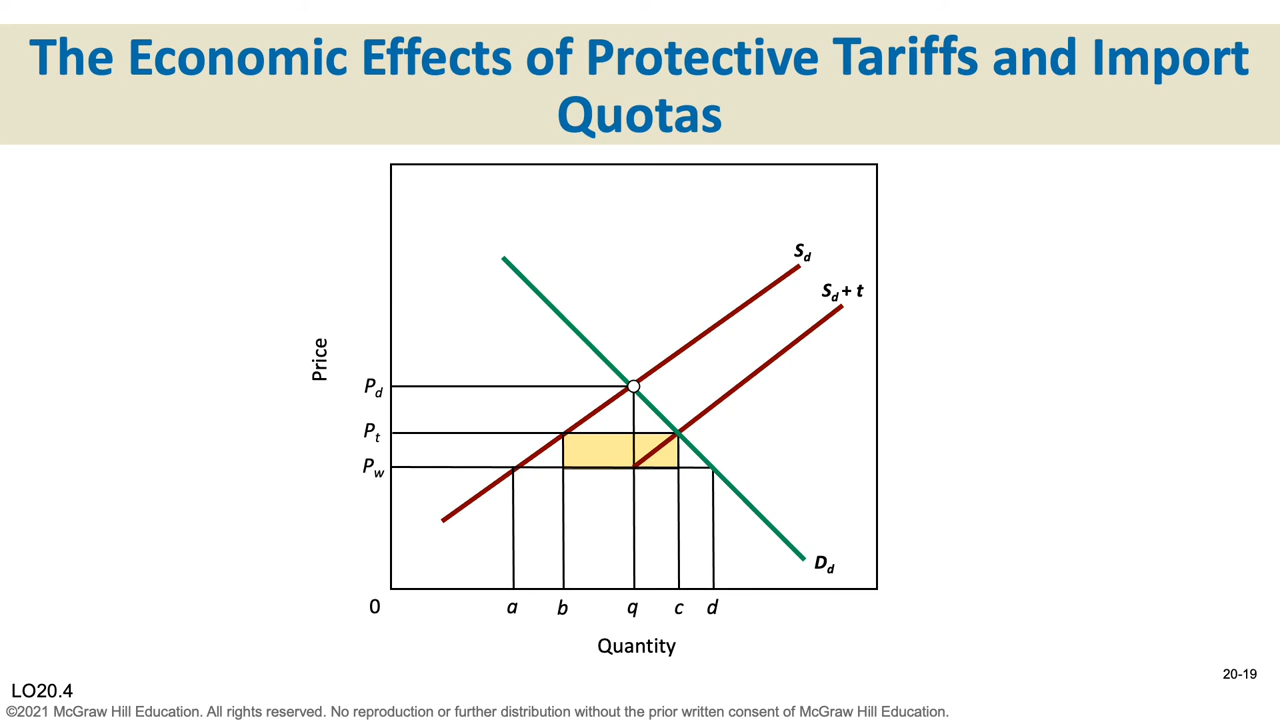 The Economic Effects of Protective Tariffs and Import
Quotas
Sd
Sd + t
Price
Pd
Pt
Pw
Dd
0 a b q c d
Quantity
20-19
LO20.4
©2021 McGraw Hill Education. All rights reserved. No reproduction or further distribution without the prior written consent of McGraw Hill Education.